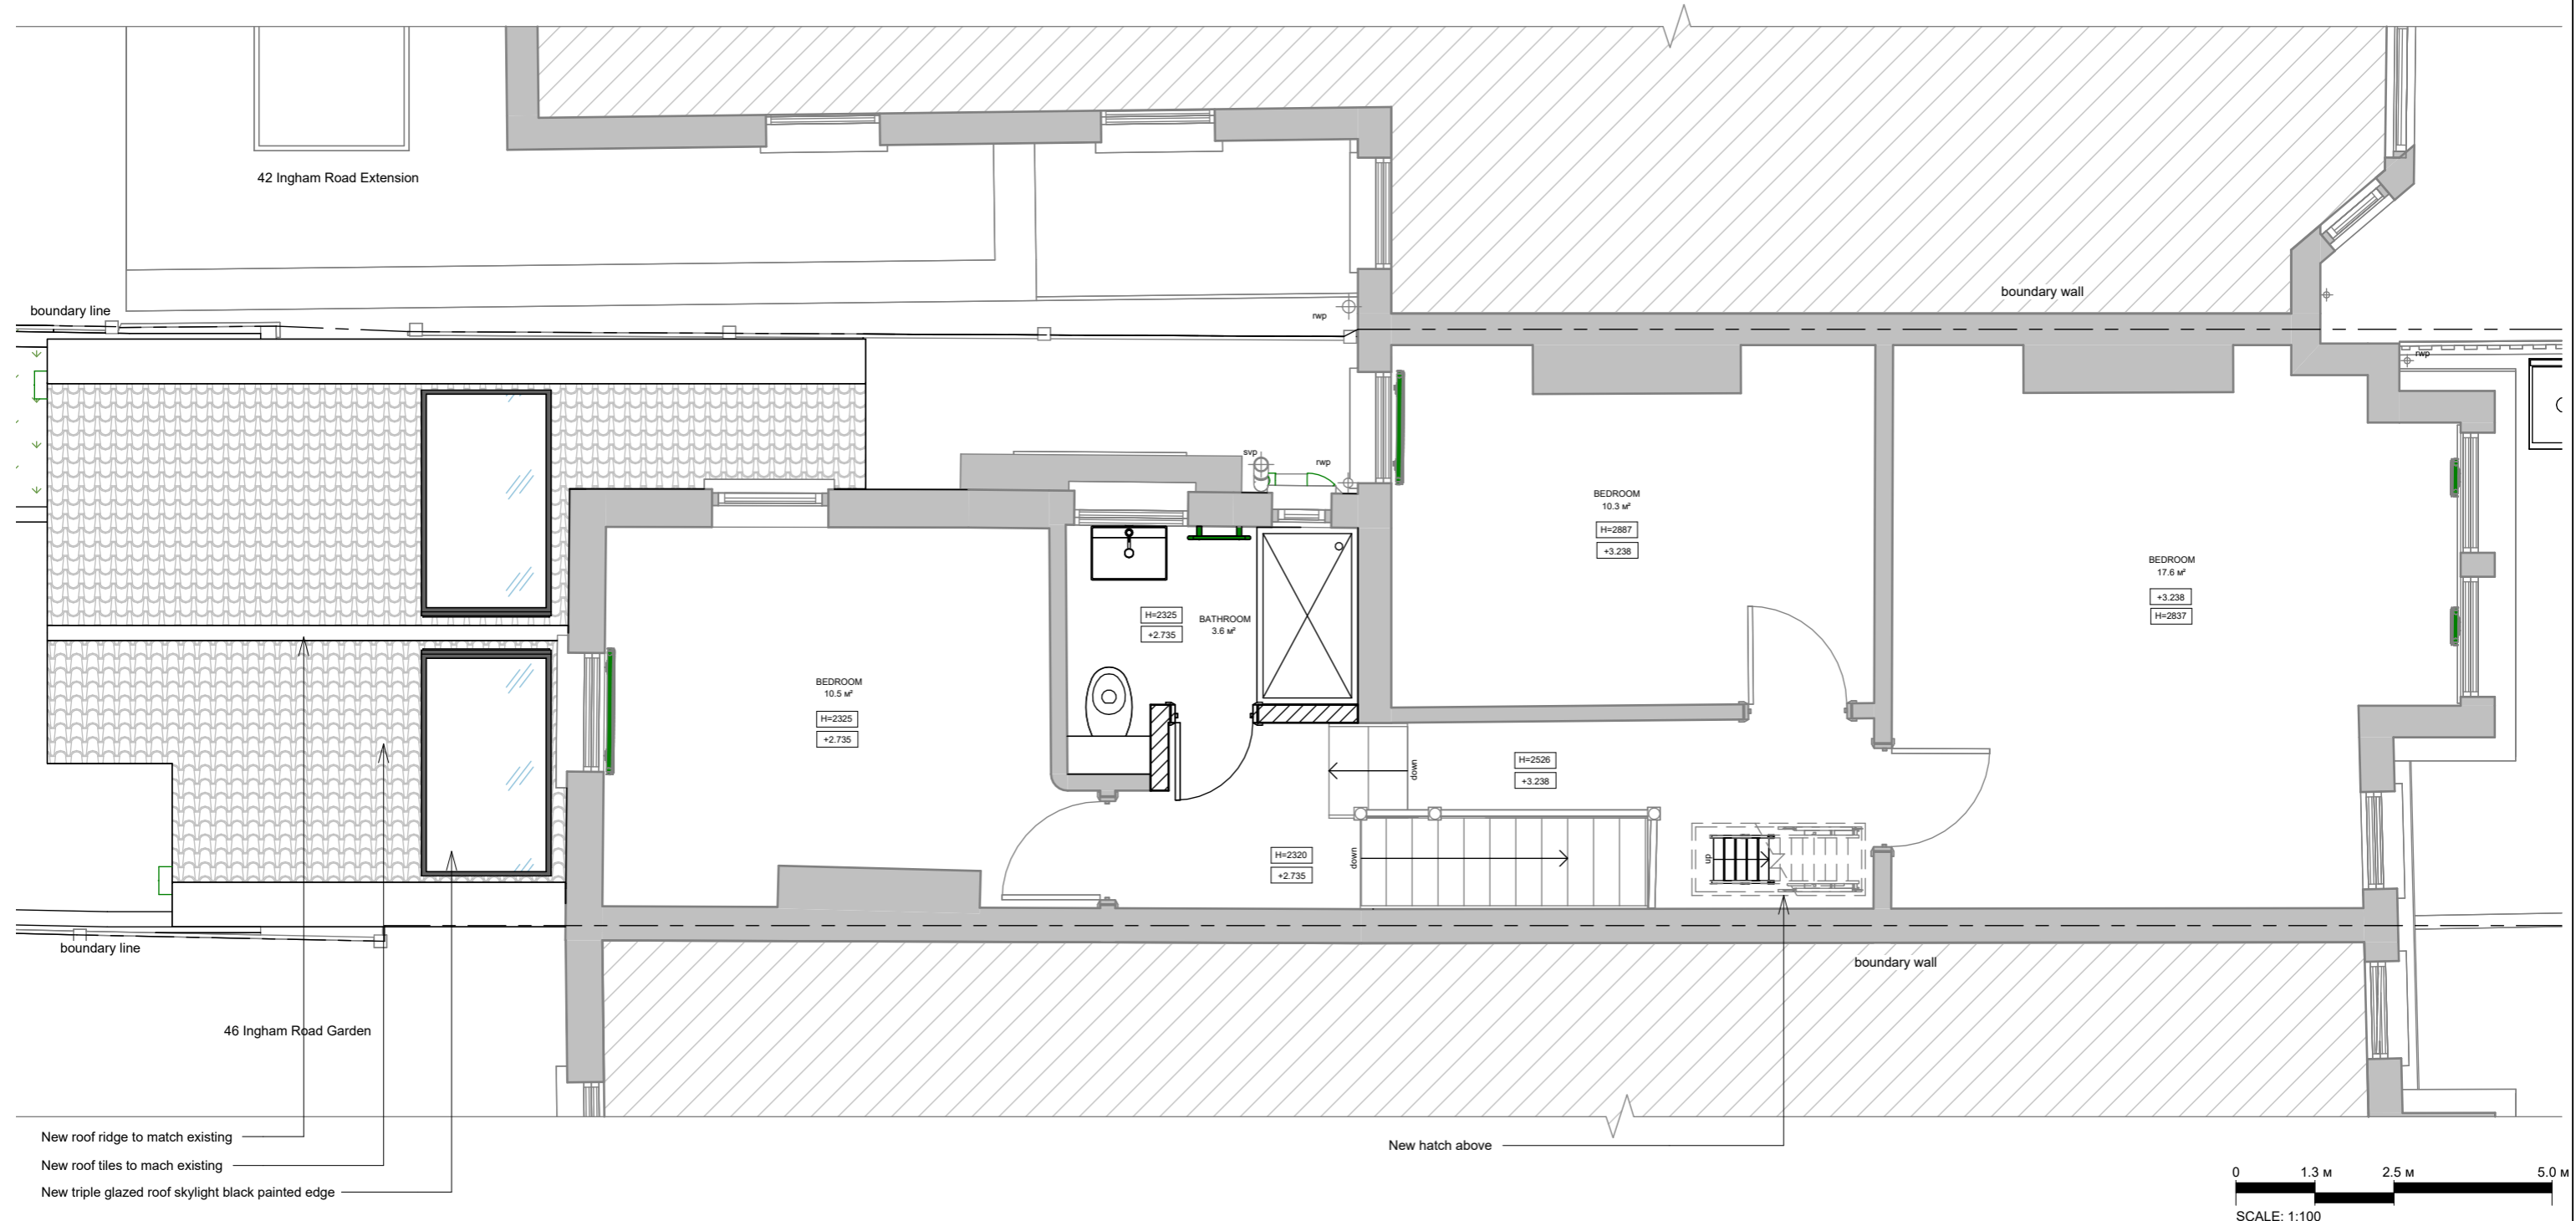 42 Ingham Road Extension
boundary line
boundary wall
rwp
rwp
svp
rwp
BEDROOM
10.3 м²
H=2887
+3.238
BEDROOM
17.6 м²
+3.238
H=2837
H=2325
+2.735
BATHROOM
3.6 м²
BEDROOM
10.5 м²
H=2325
+2.735
down
H=2526
+3.238
down
H=2320
+2.735
up
boundary line
boundary wall
46 Ingham Road Garden
New roof ridge to match existing
New roof tiles to mach existing
New triple glazed roof skylight black painted edge
New hatch above
0 1.3 м 2.5 м 5.0 м
SCALE: 1:100